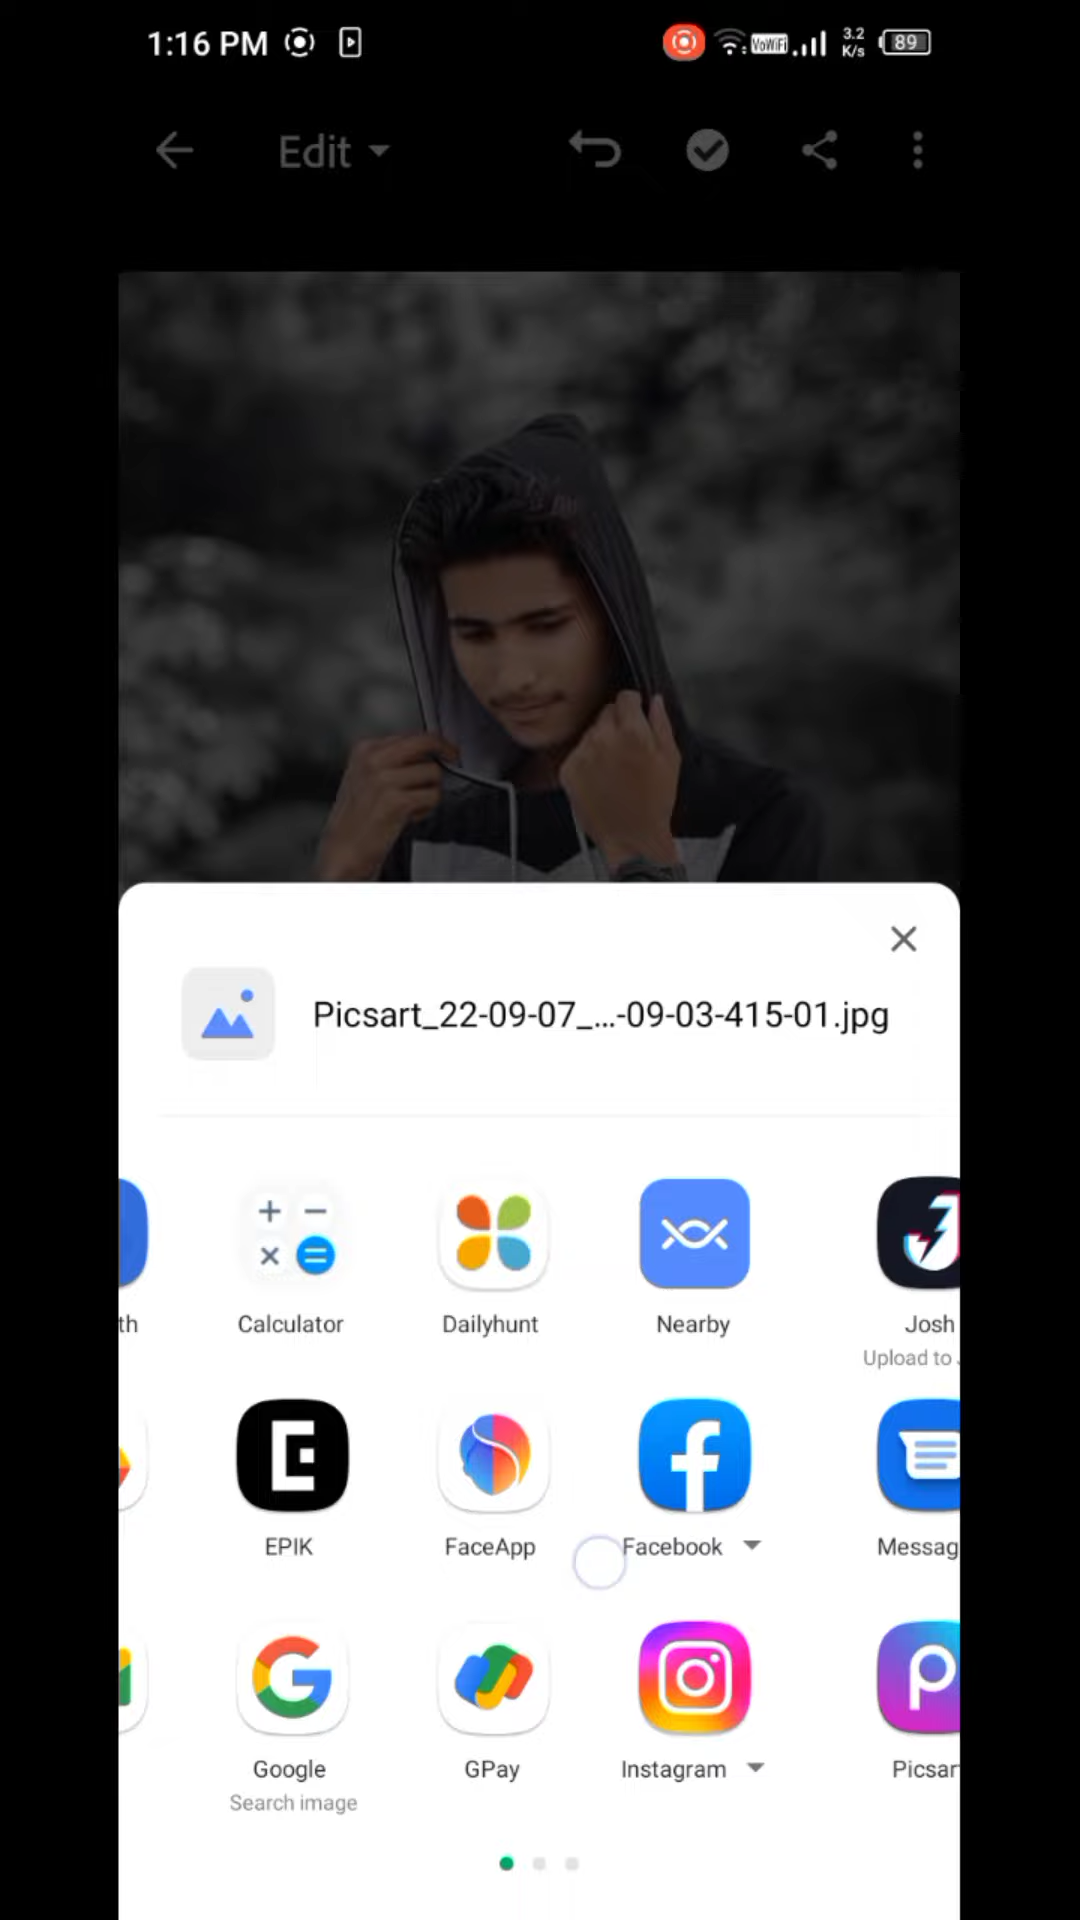 1:16 PM VoWiFi 3.2 K/s 89
Edit
Picsart_22-09-07_...-09-03-415-01.jpg
th Calculator Dailyhunt Nearby Josh
Upload to
EPIK FaceApp Facebook Messag
Google GPay Instagram Picsar
Search image